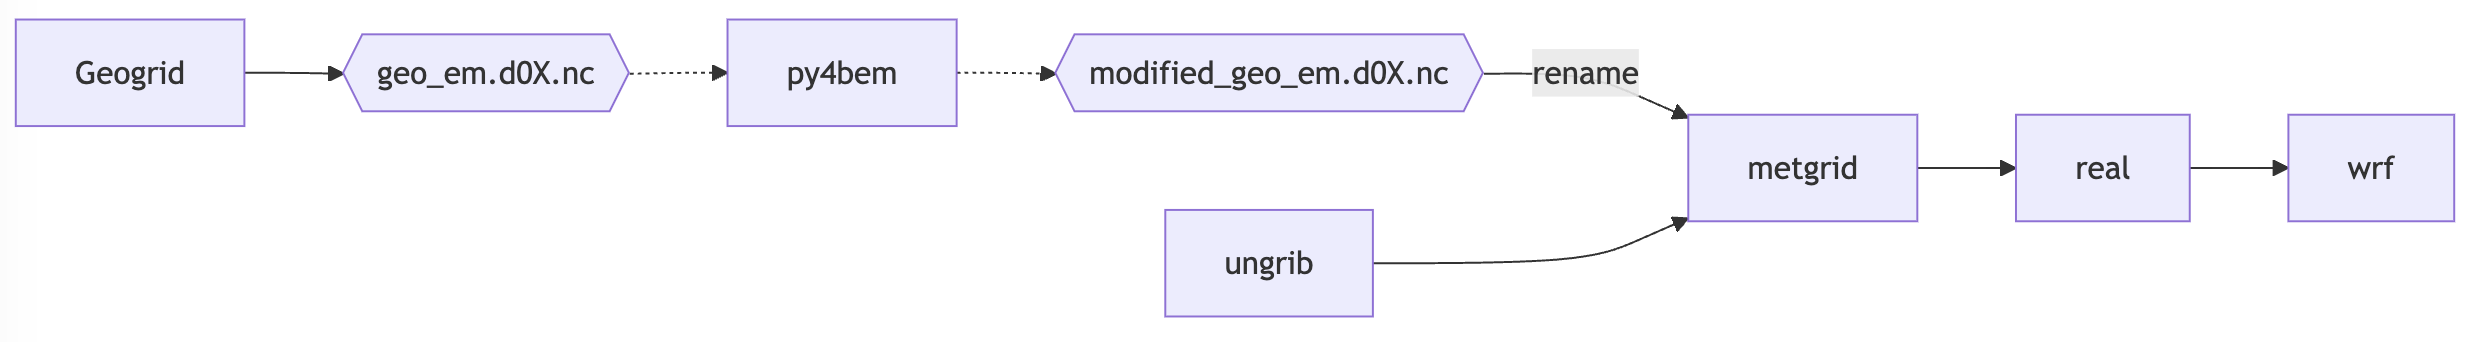 Geogrid
geo_em.d0X.nc
py4bem
modified_geo_em.d0X.nc
rename
metgrid
real
wrf
ungrib